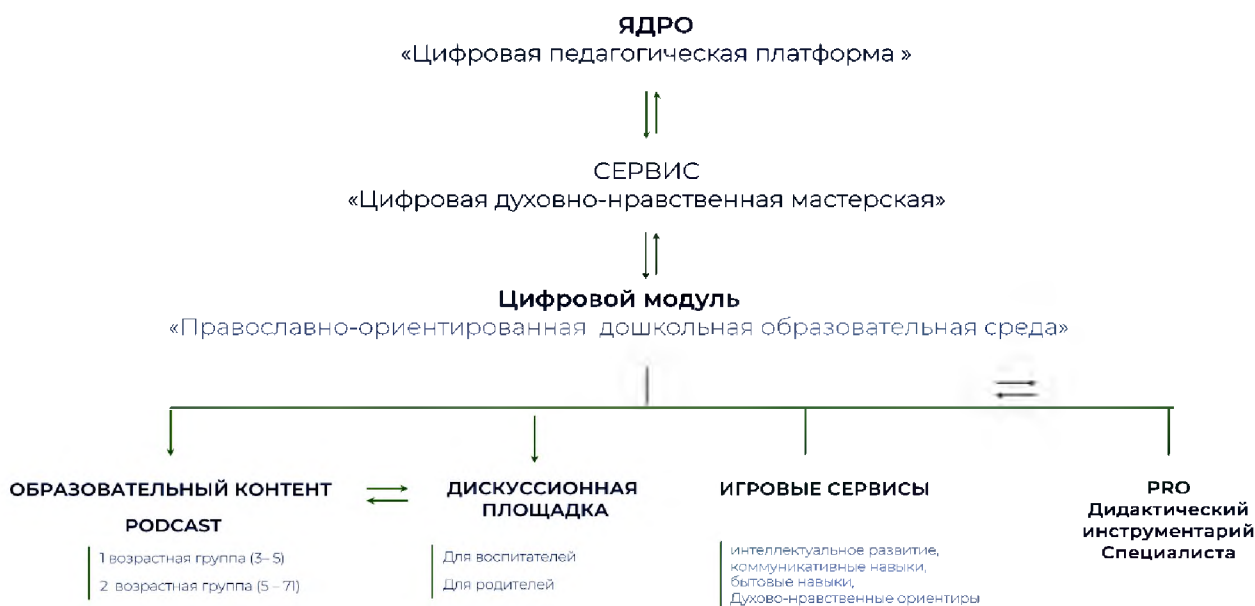 ЯДРО
«Цифровая педагогическая платформа »
СЕРВИС
«Цифровая духовно-нравственная мастерская»
Цифровой модуль
«Православно-ориентированная дошкольная образовательная среда»
ОБРАЗОВАТЕЛЬНЫЙ КОНТЕНТ
PODCAST
1 возрастная группа (3– 5)
2 возрастная группа (5 – 71)
ДИСКУССИОННАЯ
ПЛОЩАДКА
Для воспитателей
Для родителей
ИГРОВЫЕ СЕРВИСЫ
интеллектуальное развитие,
коммуникативные навыки,
бытовые навыки,
Духово-нравственные ориентиры
PRO
Дидактический
инструментарий
Специалиста